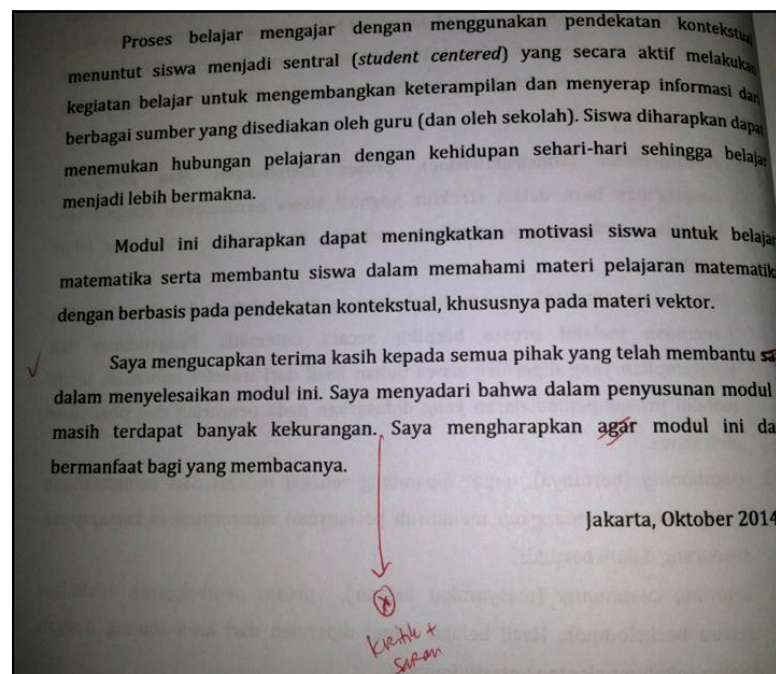 Proses belajar mengajar dengan menggunakan pendekatan kontekstual
menuntut siswa menjadi sentral (student centered) yang secara aktif melakukan
kegiatan belajar untuk mengembangkan keterampilan dan menyerap informasi dari
berbagai sumber yang disediakan oleh guru (dan oleh sekolah). Siswa diharapkan dapat
menemukan hubungan pelajaran dengan kehidupan sehari-hari sehingga belajar
menjadi lebih bermakna.
Modul ini diharapkan dapat meningkatkan motivasi siswa untuk belajar
matematika serta membantu siswa dalam memahami materi pelajaran matematik
dengan berbasis pada pendekatan kontekstual, khususnya pada materi vektor.
Saya mengucapkan terima kasih kepada semua pihak yang telah membantu sa
dalam menyelesaikan modul ini. Saya menyadari bahwa dalam penyusunan modul
masih terdapat banyak kekurangan. Saya mengharapkan agar modul ini da
bermanfaat bagi yang membacanya.
Jakarta, Oktober 2014
Kritik +
Saran